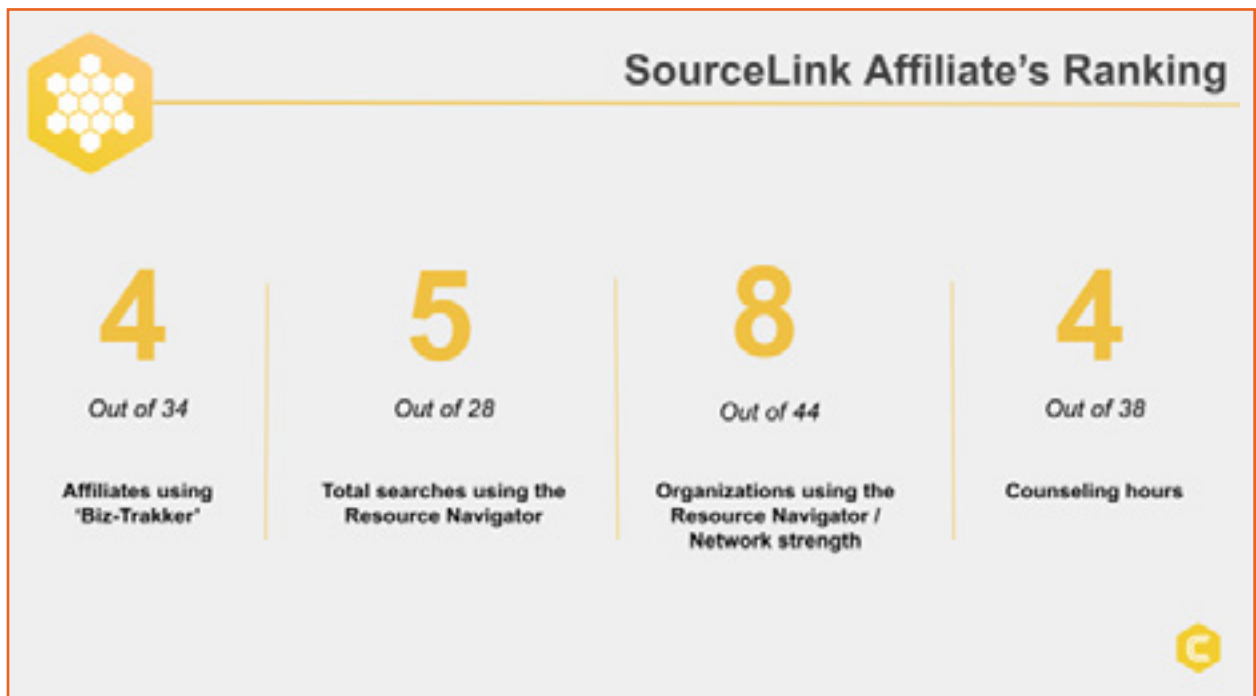 SourceLink Affiliate's Ranking
4
Out of 34
Affiliates using
'Biz-Trakker'
5
Out of 28
Total searches using the
Resource Navigator
8
Out of 44
Organizations using the
Resource Navigator /
Network strength
4
Out of 38
Counseling hours
C